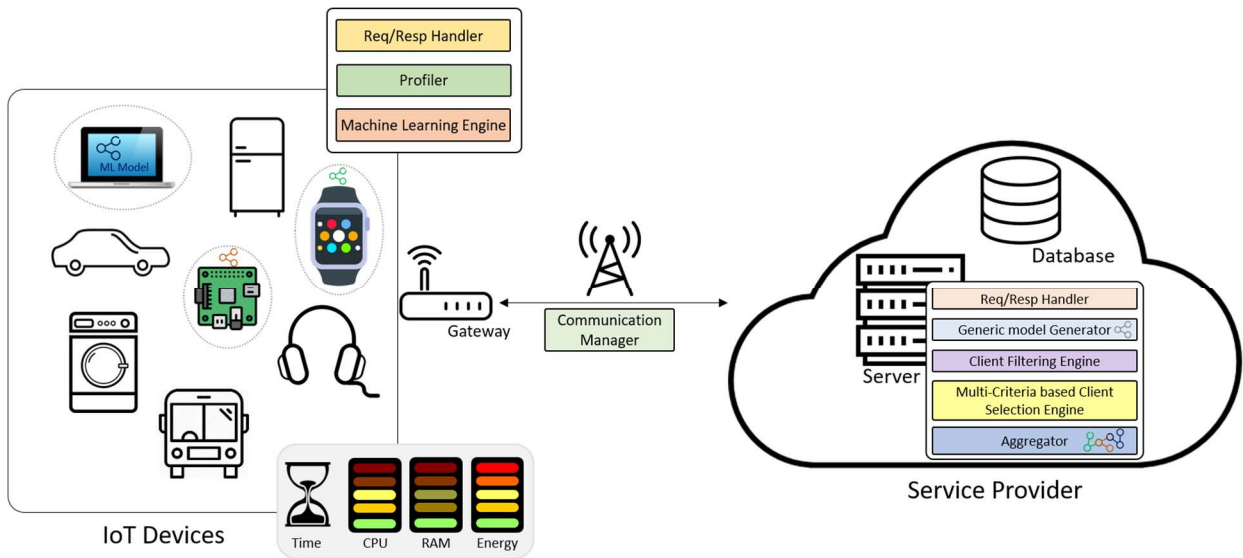 Req/Resp Handler
Profiler
Machine Learning Engine
ML Model
Gateway
Communication
Manager
Database
Server
Req/Resp Handler
Generic model Generator
Client Filtering Engine
Multi-Criteria based Client
Selection Engine
Aggregator
Service Provider
IoT Devices
Time
CPU
RAM
Energy